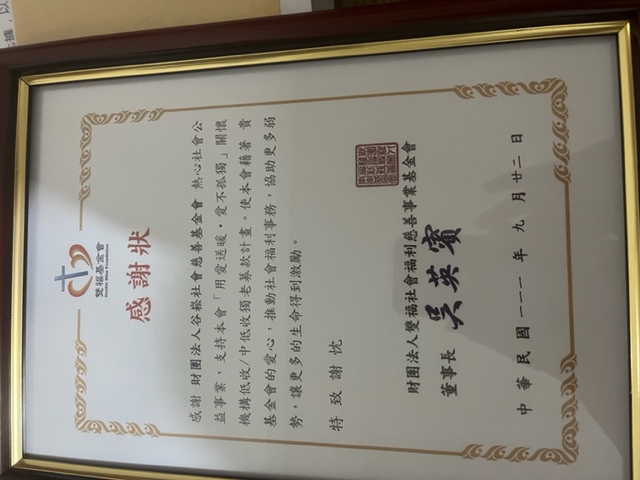 雙福基金會
感謝狀
感謝 財團法人谷崧社會慈善基金會 熱心社會公
益事業，支持本會「用愛送暖・愛不孤獨」關懷
機構低收/中低收獨老募款計畫。使本會藉著 貴
基金會的愛心，推動社會福利事務，協助更多弱
勢，讓更多的生命得到激勵。
特致謝忱
財團法人雙福社會福利慈善事業基金會
董事長 吳英賓
中華民國 一一一 年 九 月 廿二 日